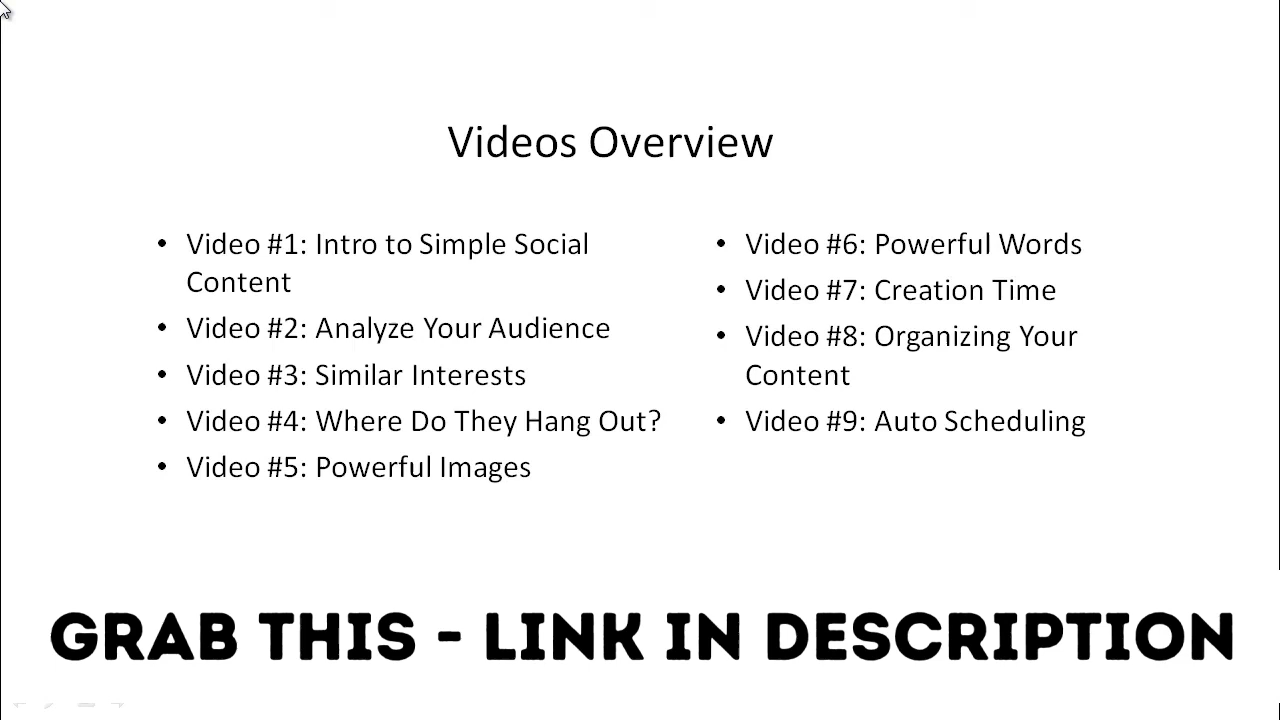 Videos Overview
• Video #1: Intro to Simple Social
Content
• Video #2: Analyze Your Audience
• Video #3: Similar Interests
• Video #4: Where Do They Hang Out?
• Video #5: Powerful Images
• Video #6: Powerful Words
• Video #7: Creation Time
• Video #8: Organizing Your
Content
• Video #9: Auto Scheduling
GRAB THIS - LINK IN DESCRIPTION